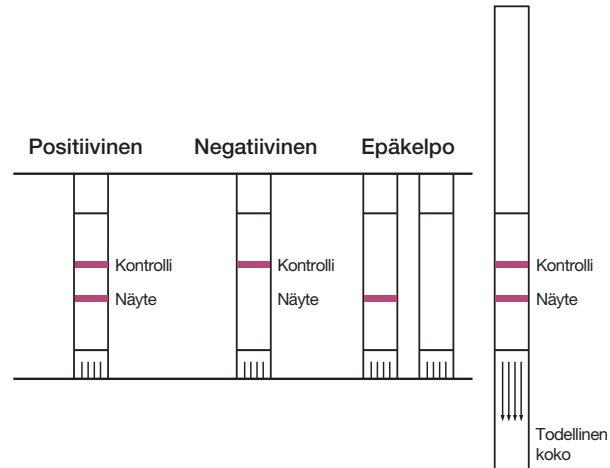 Positiivinen
Negatiivinen
Epäkelpo
Kontrolli
Näyte
Kontrolli
Näyte
Kontrolli
Näyte
Todellinen
koko